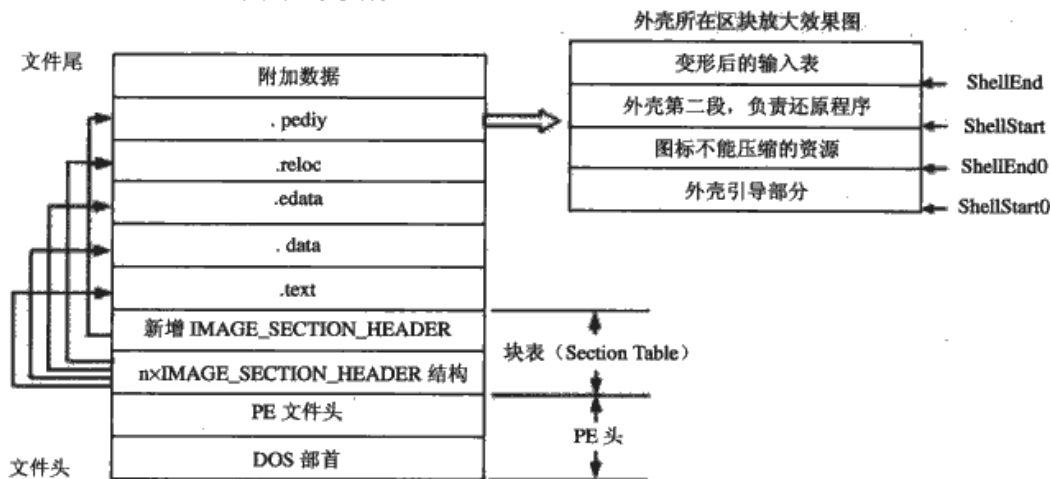 外壳所在区块放大效果图
文件尾
附加数据
. pediy
.reloc
.edata
. data
.text
新增 IMAGE_SECTION_HEADER
n×IMAGE_SECTION_HEADER 结构
PE 文件头
DOS 部首
文件头
变形后的输入表
外壳第二段，负责还原程序
图标不能压缩的资源
外壳引导部分
ShellEnd
ShellStart
ShellEnd0
ShellStart0
块表（Section Table）
PE 头